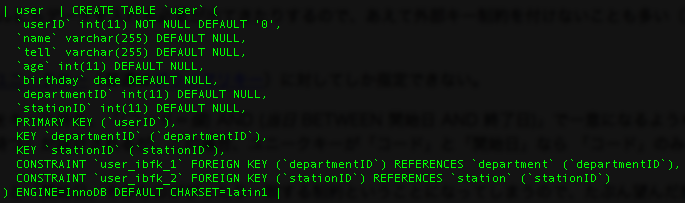 | user  | CREATE TABLE `user` (
  `userID` int(11) NOT NULL DEFAULT '0',
  `name` varchar(255) DEFAULT NULL,
  `tell` varchar(255) DEFAULT NULL,
  `age` int(11) DEFAULT NULL,
  `birthday` date DEFAULT NULL,
  `departmentID` int(11) DEFAULT NULL,
  `stationID` int(11) DEFAULT NULL,
  PRIMARY KEY (`userID`),
  KEY `departmentID` (`departmentID`),
  KEY `stationID` (`stationID`),
  CONSTRAINT `user_ibfk_1` FOREIGN KEY (`departmentID`) REFERENCES `department` (`departmentID`),
  CONSTRAINT `user_ibfk_2` FOREIGN KEY (`stationID`) REFERENCES `station` (`stationID`)
) ENGINE=InnoDB DEFAULT CHARSET=latin1 |